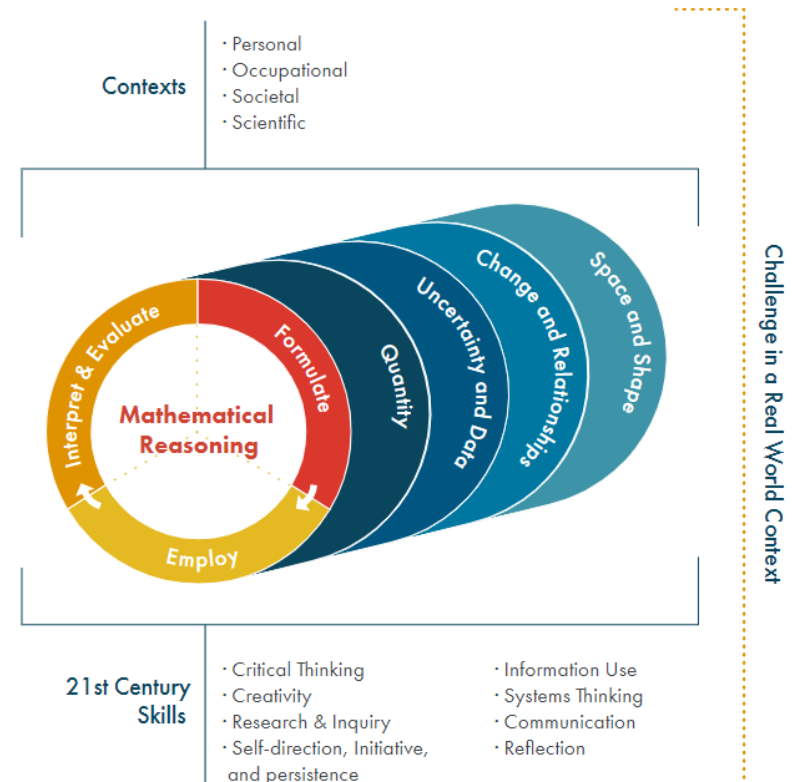 Contexts
· Personal
· Occupational
· Societal
· Scientific
Interpret & Evaluate
Formulate
Employ
Mathematical
Reasoning
Quantity
Uncertainty and Data
Change and Relationships
Space and Shape
Challenge in a Real World Context
21st Century
Skills
· Critical Thinking
· Creativity
· Research & Inquiry
· Self-direction, Initiative,
and persistence
· Information Use
· Systems Thinking
· Communication
· Reflection